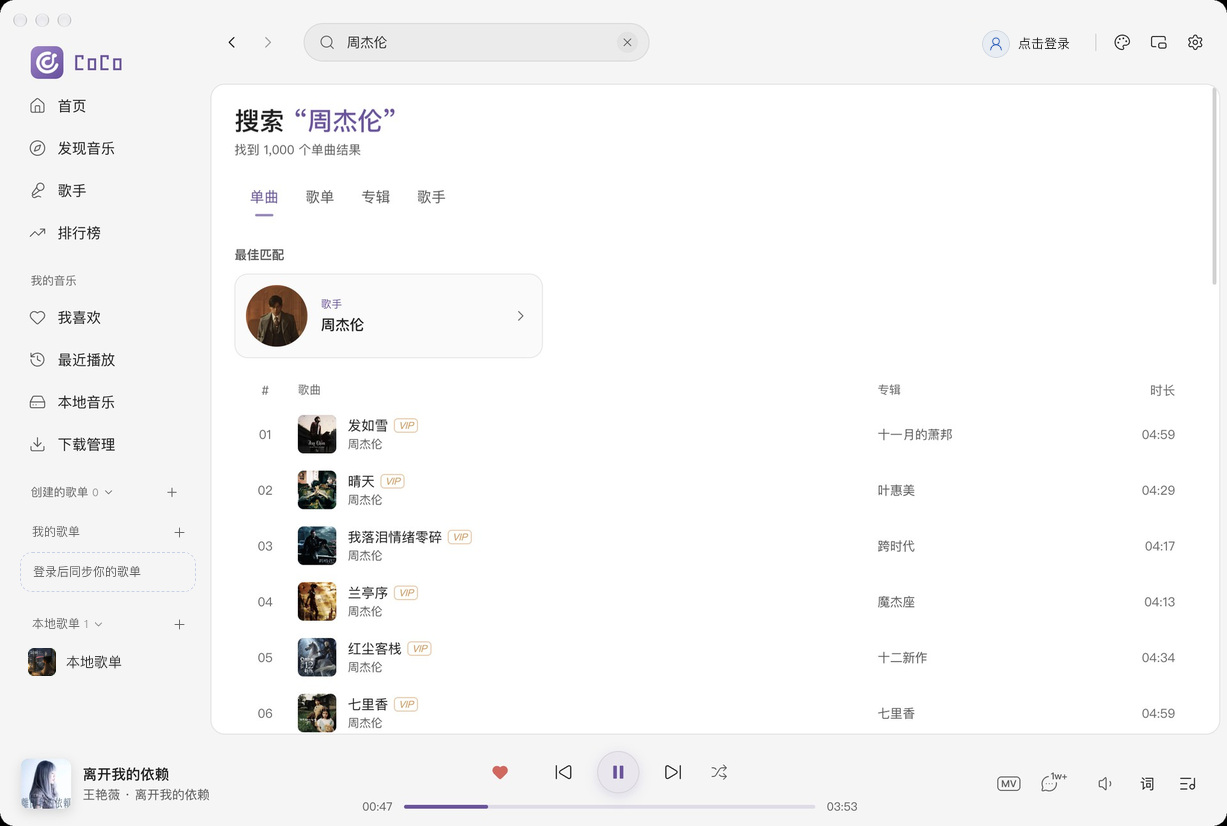 CoCo
周杰伦
点击登录
首页
发现音乐
歌手
排行榜
我的音乐
我喜欢
最近播放
本地音乐
下载管理
创建的歌单 0
我的歌单
登录后同步你的歌单
本地歌单 1
本地歌单
搜索 “周杰伦”
找到 1,000 个单曲结果
单曲 歌单 专辑 歌手
最佳匹配
歌手
周杰伦
# 歌曲 专辑 时长
01 发如雪 VIP 十一月的萧邦 04:59
周杰伦
02 晴天 VIP 叶惠美 04:29
周杰伦
03 我落泪情绪零碎 VIP 跨时代 04:17
周杰伦
04 兰亭序 VIP 魔杰座 04:13
周杰伦
05 红尘客栈 VIP 十二新作 04:34
周杰伦
06 七里香 VIP 七里香 04:59
周杰伦
离开我的依赖
王艳薇 · 离开我的依赖
00:47 03:53
MV 1w+ 词